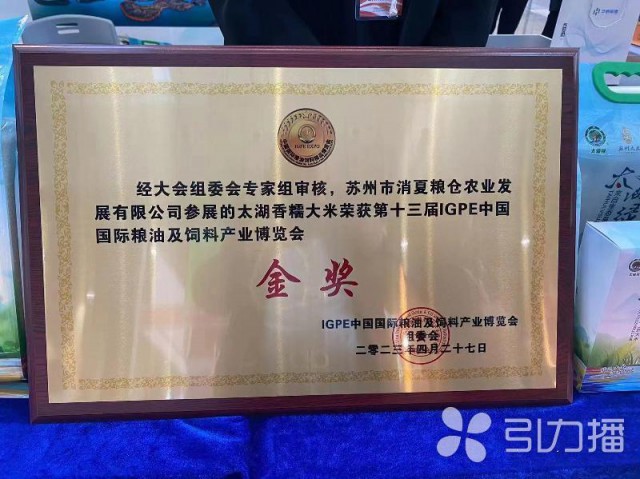 经大会组委会专家组审核，苏州市消夏粮仓农业发
展有限公司参展的太湖香糯大米荣获第十三届IGPE中国
国际粮油及饲料产业博览会
金奖
IGPE中国国际粮油及饲料产业博览会
组委会
二零二三年四月二十七日
太湖
引力播